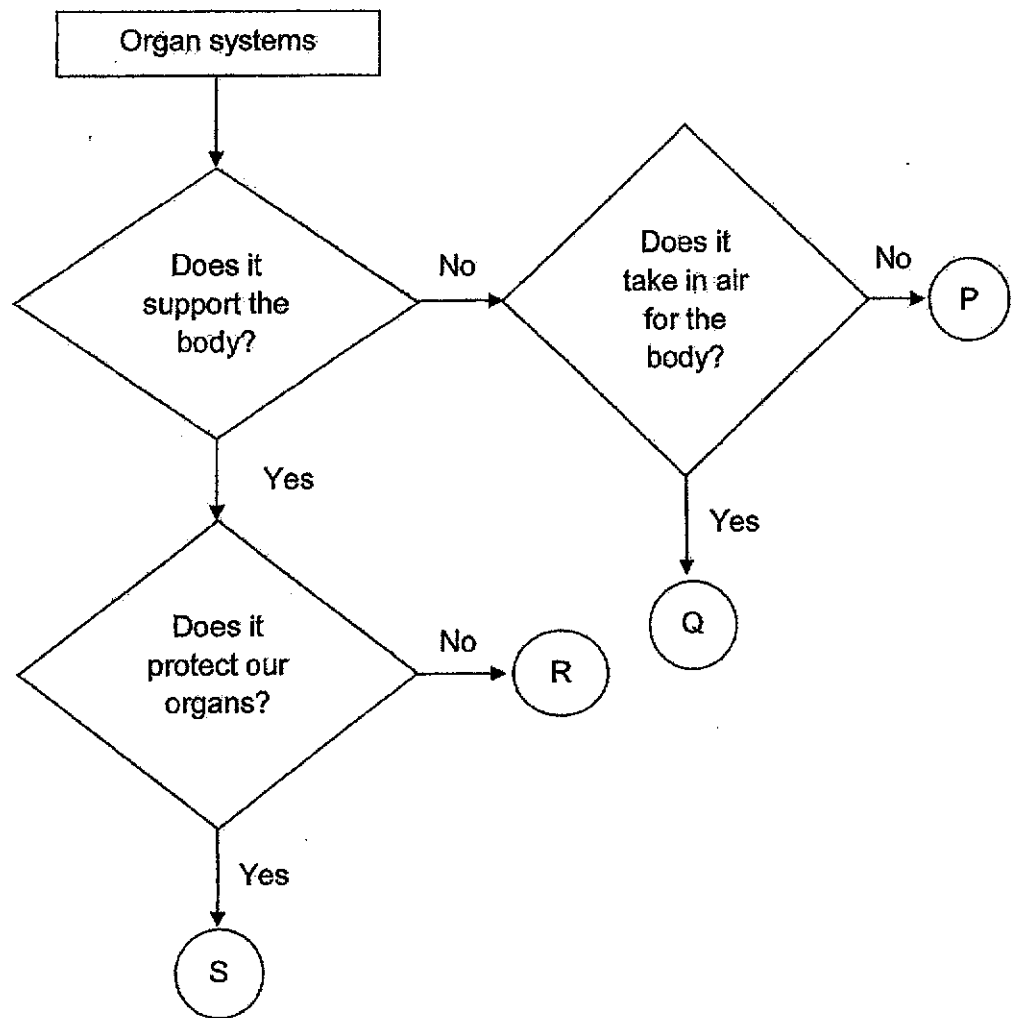 Organ systems
Does it
support the
body?
No
Does it
take in air
for the
body?
No
P
Yes
Q
Yes
Does it
protect our
organs?
No
R
Yes
S